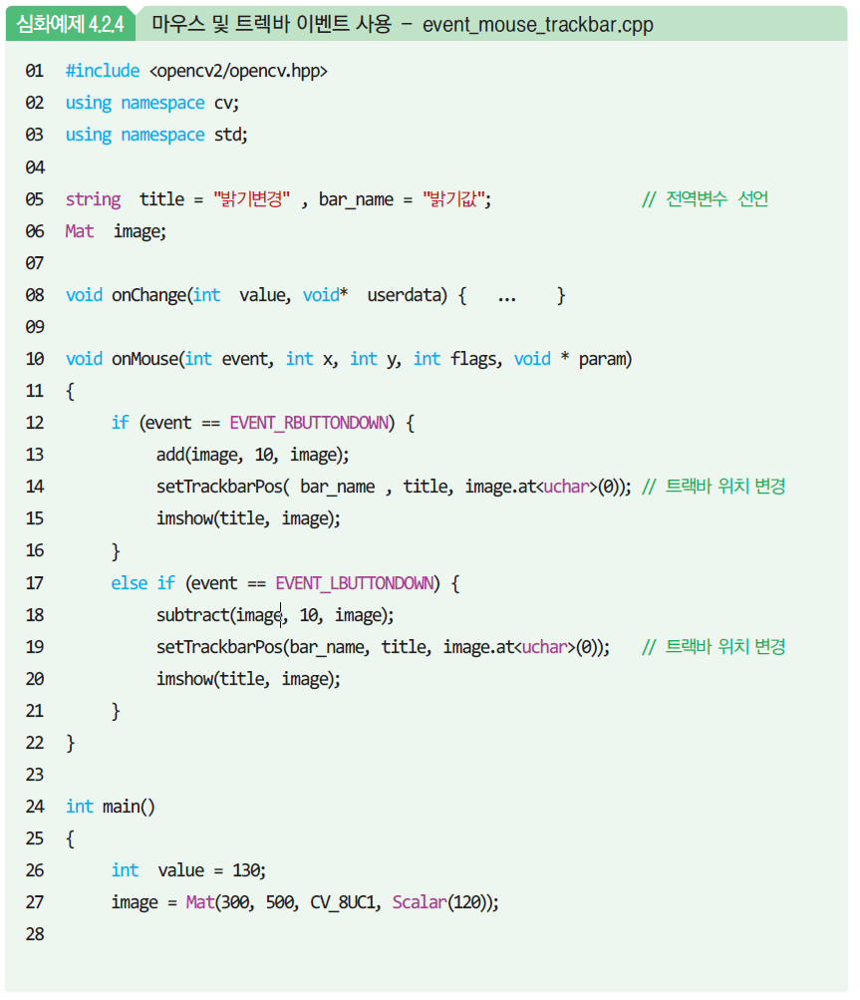 심화예제 4.2.4 마우스 및 트렉바 이벤트 사용 - event_mouse_trackbar.cpp
01 #include <opencv2/opencv.hpp>
02 using namespace cv;
03 using namespace std;
04
05 string title = "밝기변경" , bar_name = "밝기값"; // 전역변수 선언
06 Mat image;
07
08 void onChange(int value, void* userdata) { ... }
09
10 void onMouse(int event, int x, int y, int flags, void * param)
11 {
12 if (event == EVENT_RBUTTONDOWN) {
13 add(image, 10, image);
14 setTrackbarPos( bar_name , title, image.at<uchar>(0)); // 트랙바 위치 변경
15 imshow(title, image);
16 }
17 else if (event == EVENT_LBUTTONDOWN) {
18 subtract(image, 10, image);
19 setTrackbarPos(bar_name, title, image.at<uchar>(0)); // 트랙바 위치 변경
20 imshow(title, image);
21 }
22 }
23
24 int main()
25 {
26 int value = 130;
27 image = Mat(300, 500, CV_8UC1, Scalar(120));
28